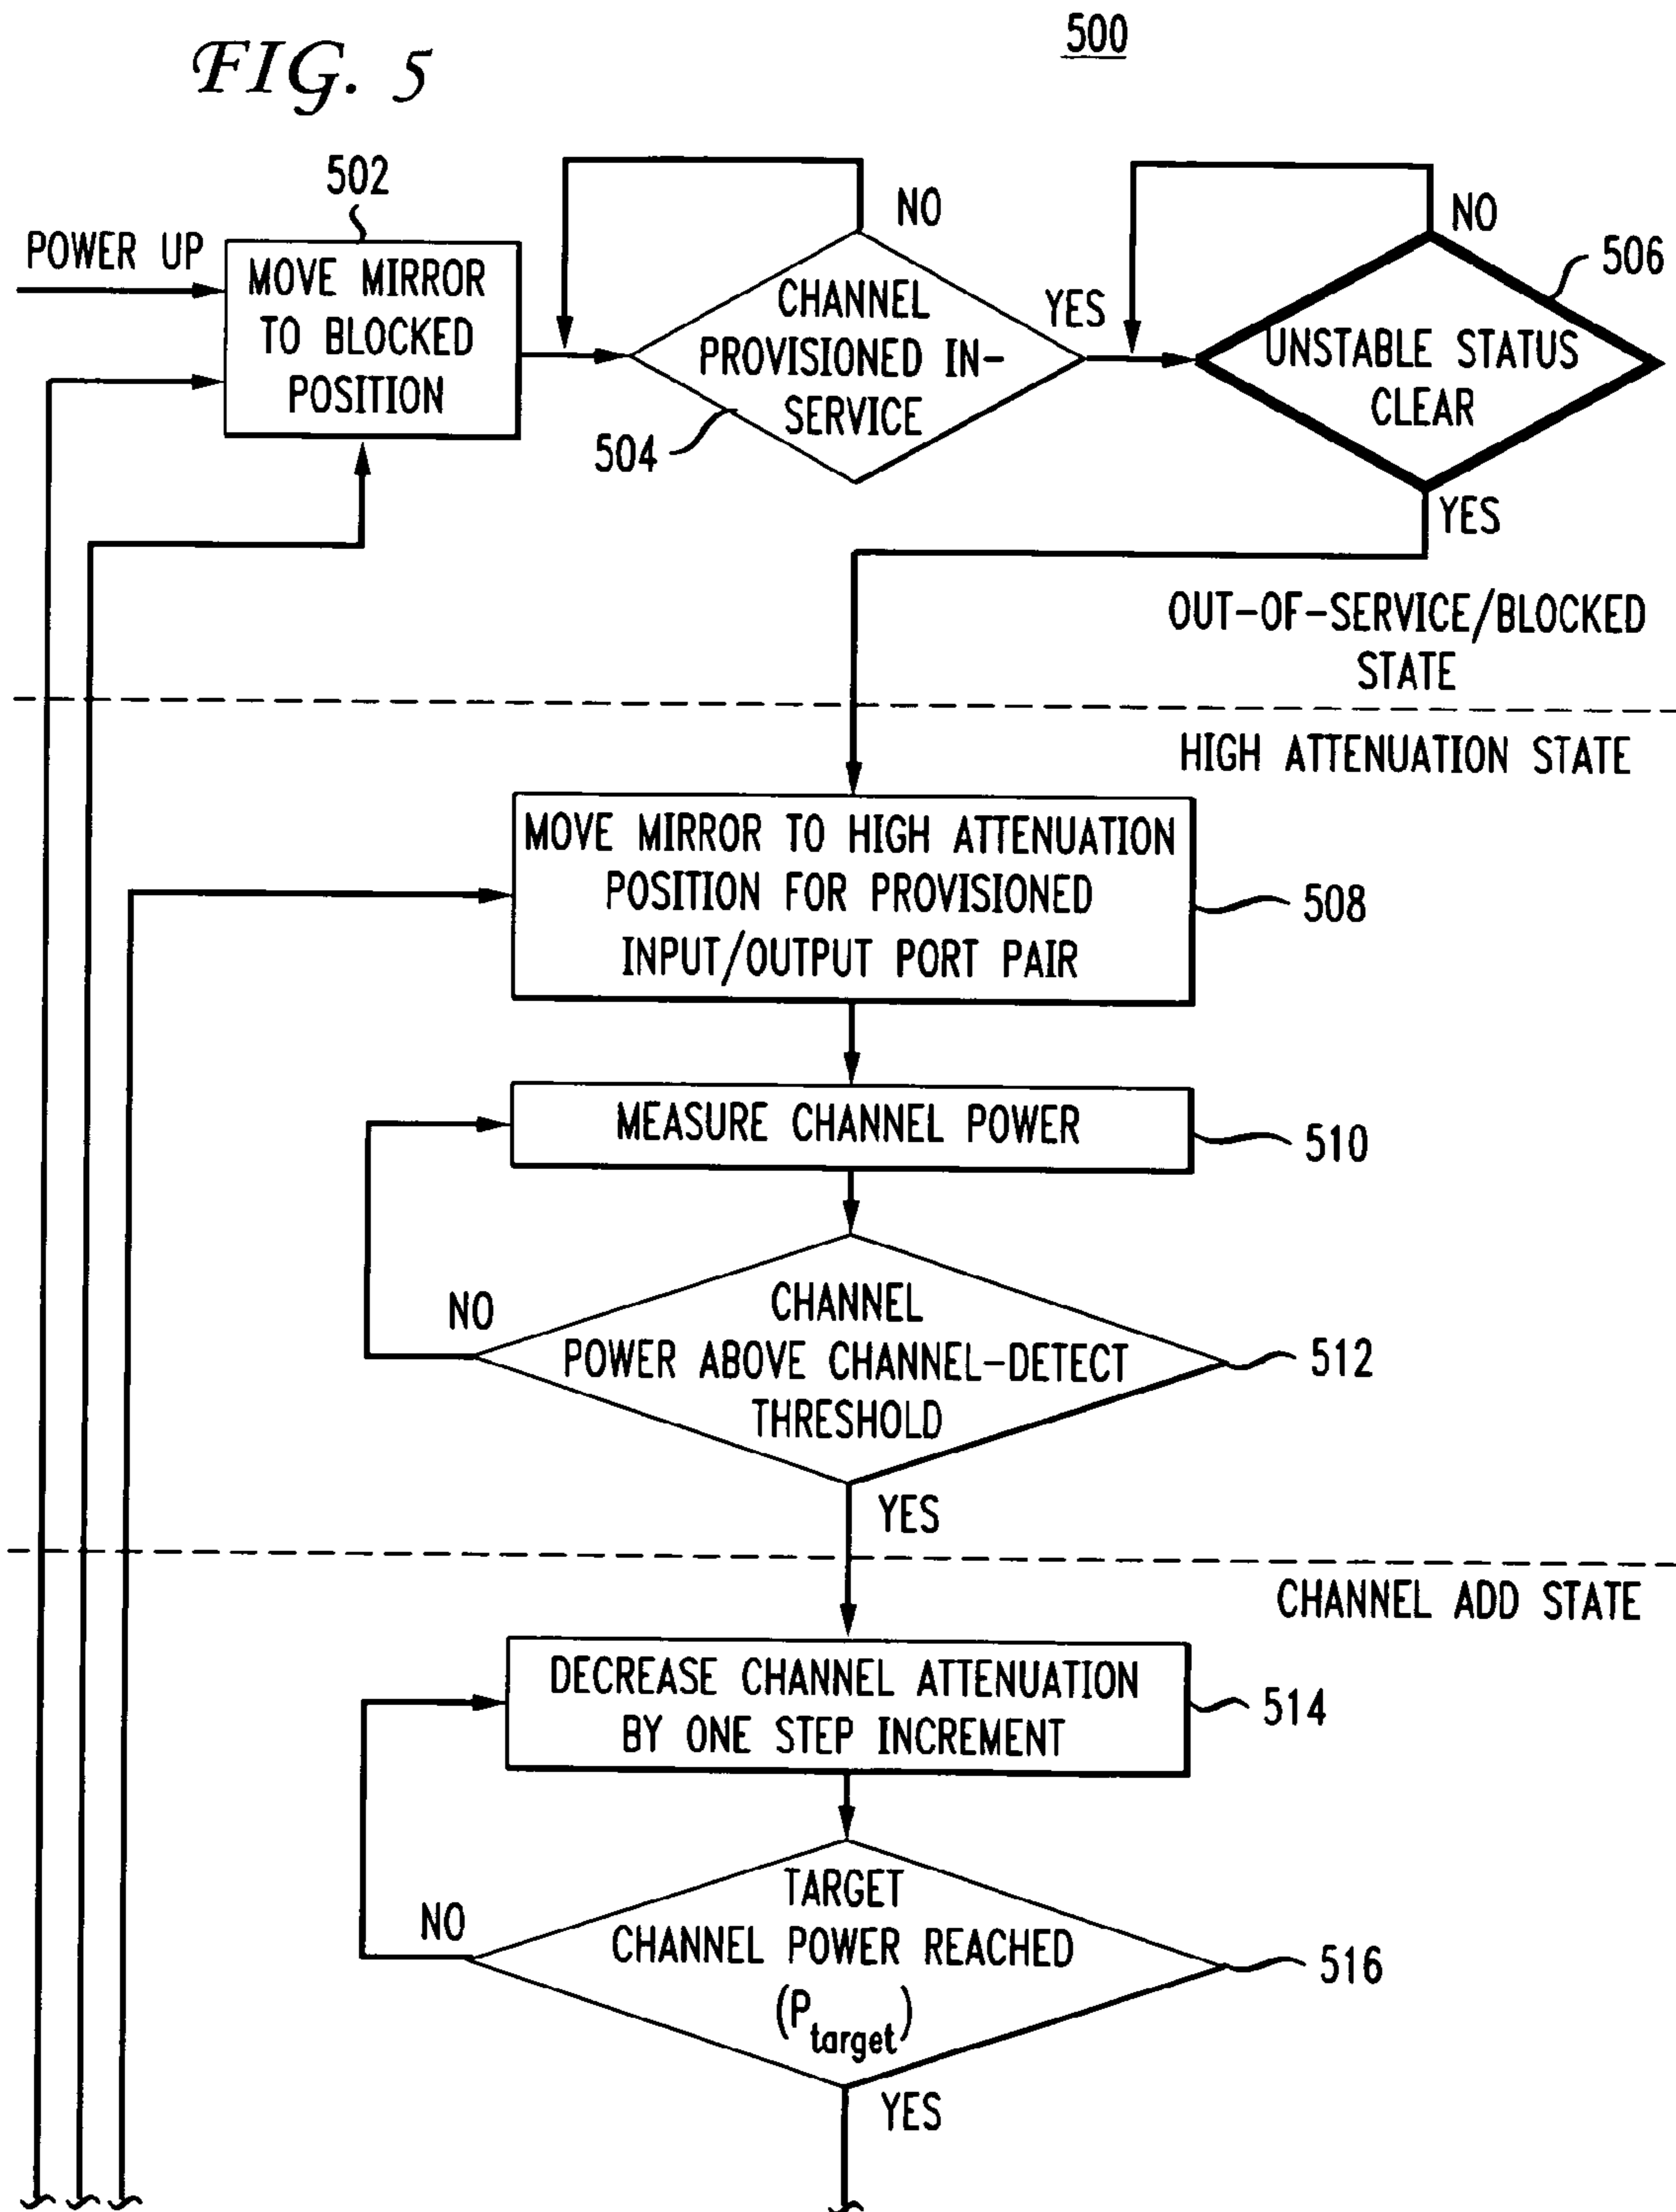 FIG. 5
500
502
POWER UP
MOVE MIRROR
TO BLOCKED
POSITION
NO
CHANNEL
PROVISIONED IN-
SERVICE
504
YES
NO
506
UNSTABLE STATUS
CLEAR
YES
OUT-OF-SERVICE/BLOCKED
STATE
HIGH ATTENUATION STATE
MOVE MIRROR TO HIGH ATTENUATION
POSITION FOR PROVISIONED
INPUT/OUTPUT PORT PAIR
508
MEASURE CHANNEL POWER
510
NO
CHANNEL
POWER ABOVE CHANNEL-DETECT
THRESHOLD
512
YES
CHANNEL ADD STATE
DECREASE CHANNEL ATTENUATION
BY ONE STEP INCREMENT
514
NO
TARGET
CHANNEL POWER REACHED
(Ptarget)
516
YES